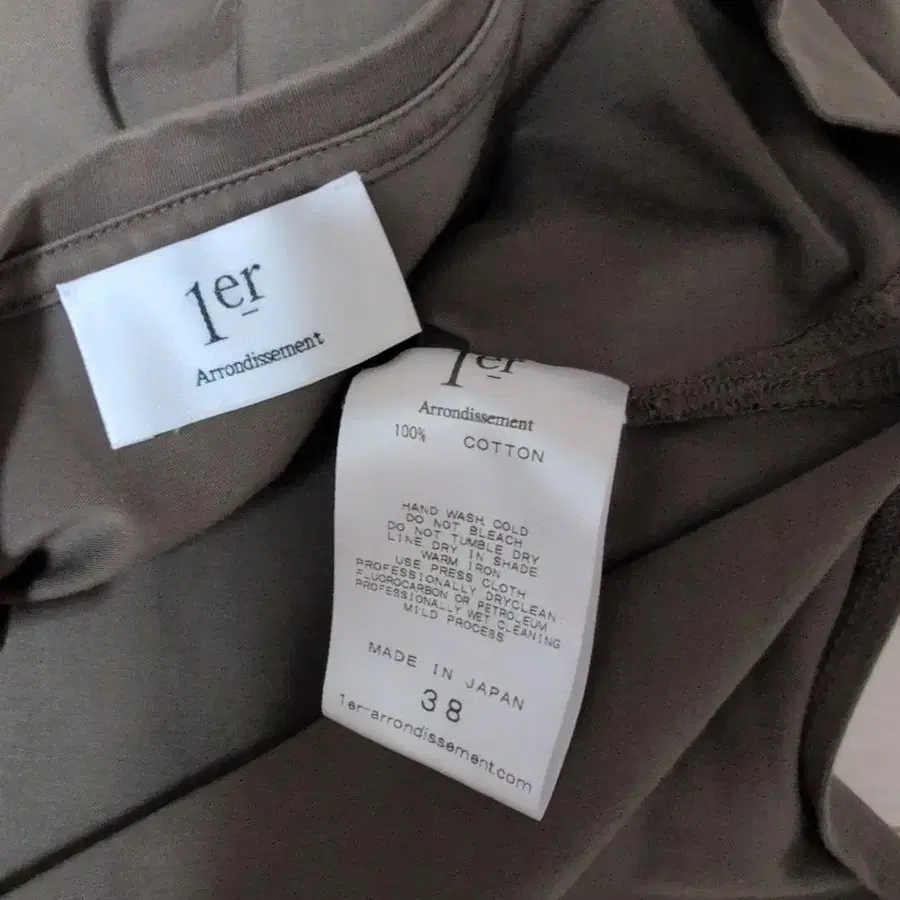 1er
Arrondissement
1er
Arrondissement
100% COTTON
HAND WASH COLD
DO NOT BLEACH
DO NOT TUMBLE DRY
LINE DRY IN SHADE
WARM IRON
USE PRESS CLOTH
PROFESSIONALLY DRYCLEAN:
FLUOROCARBON OR PETROLEUM
PROFESSIONALLY WET CLEANING
MILD PROCESS
MADE IN JAPAN
38
1er-arrondissement.com